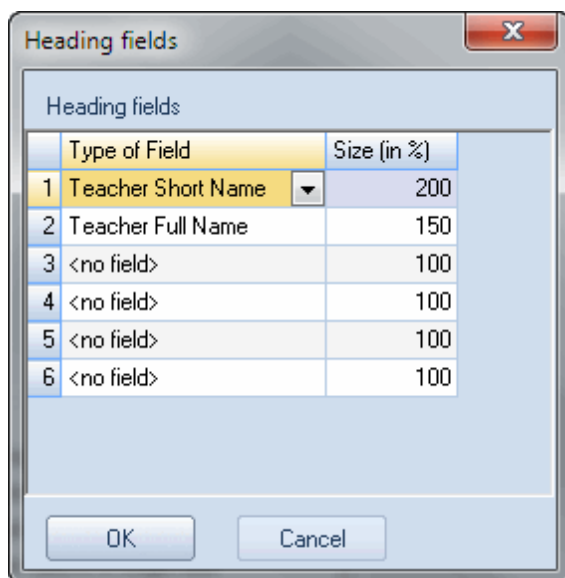 Heading fields
Heading fields
Type of Field Size (in %)
1 Teacher Short Name 200
2 Teacher Full Name 150
3 <no field> 100
4 <no field> 100
5 <no field> 100
6 <no field> 100
OK Cancel